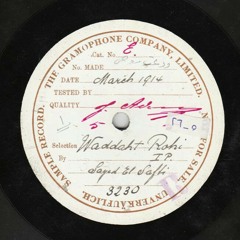 THE GRAMOPHONE COMPANY, LIMITED.
SAMPLE RECORD. NOT FOR SALE. UNVERKÄUFLICH
Cat. No. E.
No. MADE
DATE March 1914
TESTED BY
QUALITY
5
Selection Waddaht Rohi
I P.
By Sayed El Safti
3230